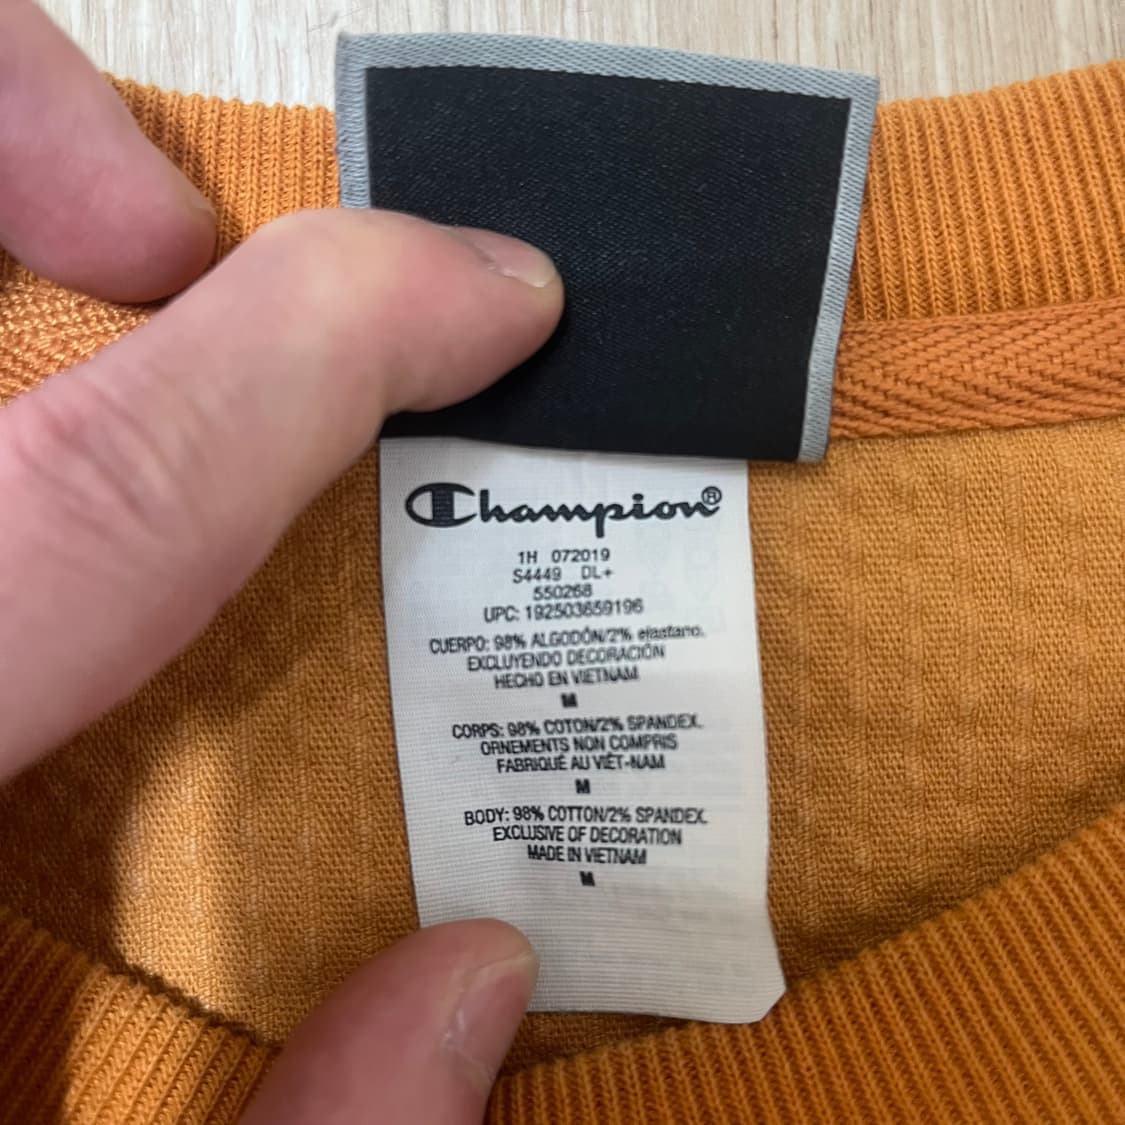 Champion®
1H 072019
S4449 DL+
550268
UPC: 192503659196
CUERPO: 98% ALGODÓN/2% elastano.
EXCLUYENDO DECORACIÓN
HECHO EN VIETNAM
M
CORPS: 98% COTON/2% SPANDEX.
ORNEMENTS NON COMPRIS
FABRIQUÉ AU VIÊT-NAM
M
BODY: 98% COTTON/2% SPANDEX.
EXCLUSIVE OF DECORATION
MADE IN VIETNAM
M